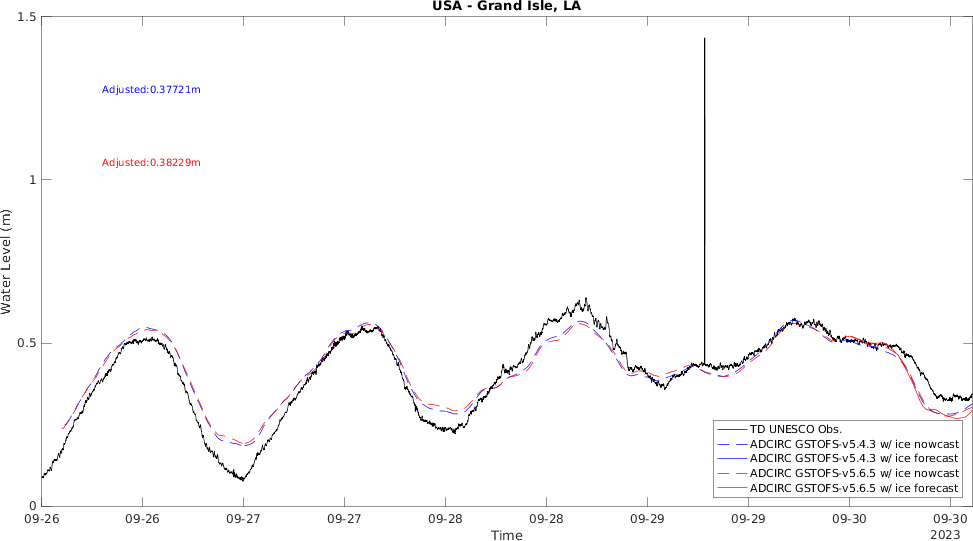 USA - Grand Isle, LA
1.5
Adjusted:0.37721m
Adjusted:0.38229m
1
Water Level (m)
0.5
TD UNESCO Obs.
ADCIRC GSTOFS-v5.4.3 w/ ice nowcast
ADCIRC GSTOFS-v5.4.3 w/ ice forecast
ADCIRC GSTOFS-v5.6.5 w/ ice nowcast
ADCIRC GSTOFS-v5.6.5 w/ ice forecast
0
09-26 09-26 09-27 09-27 09-28 09-28 09-29 09-29 09-30 09-30
2023
Time